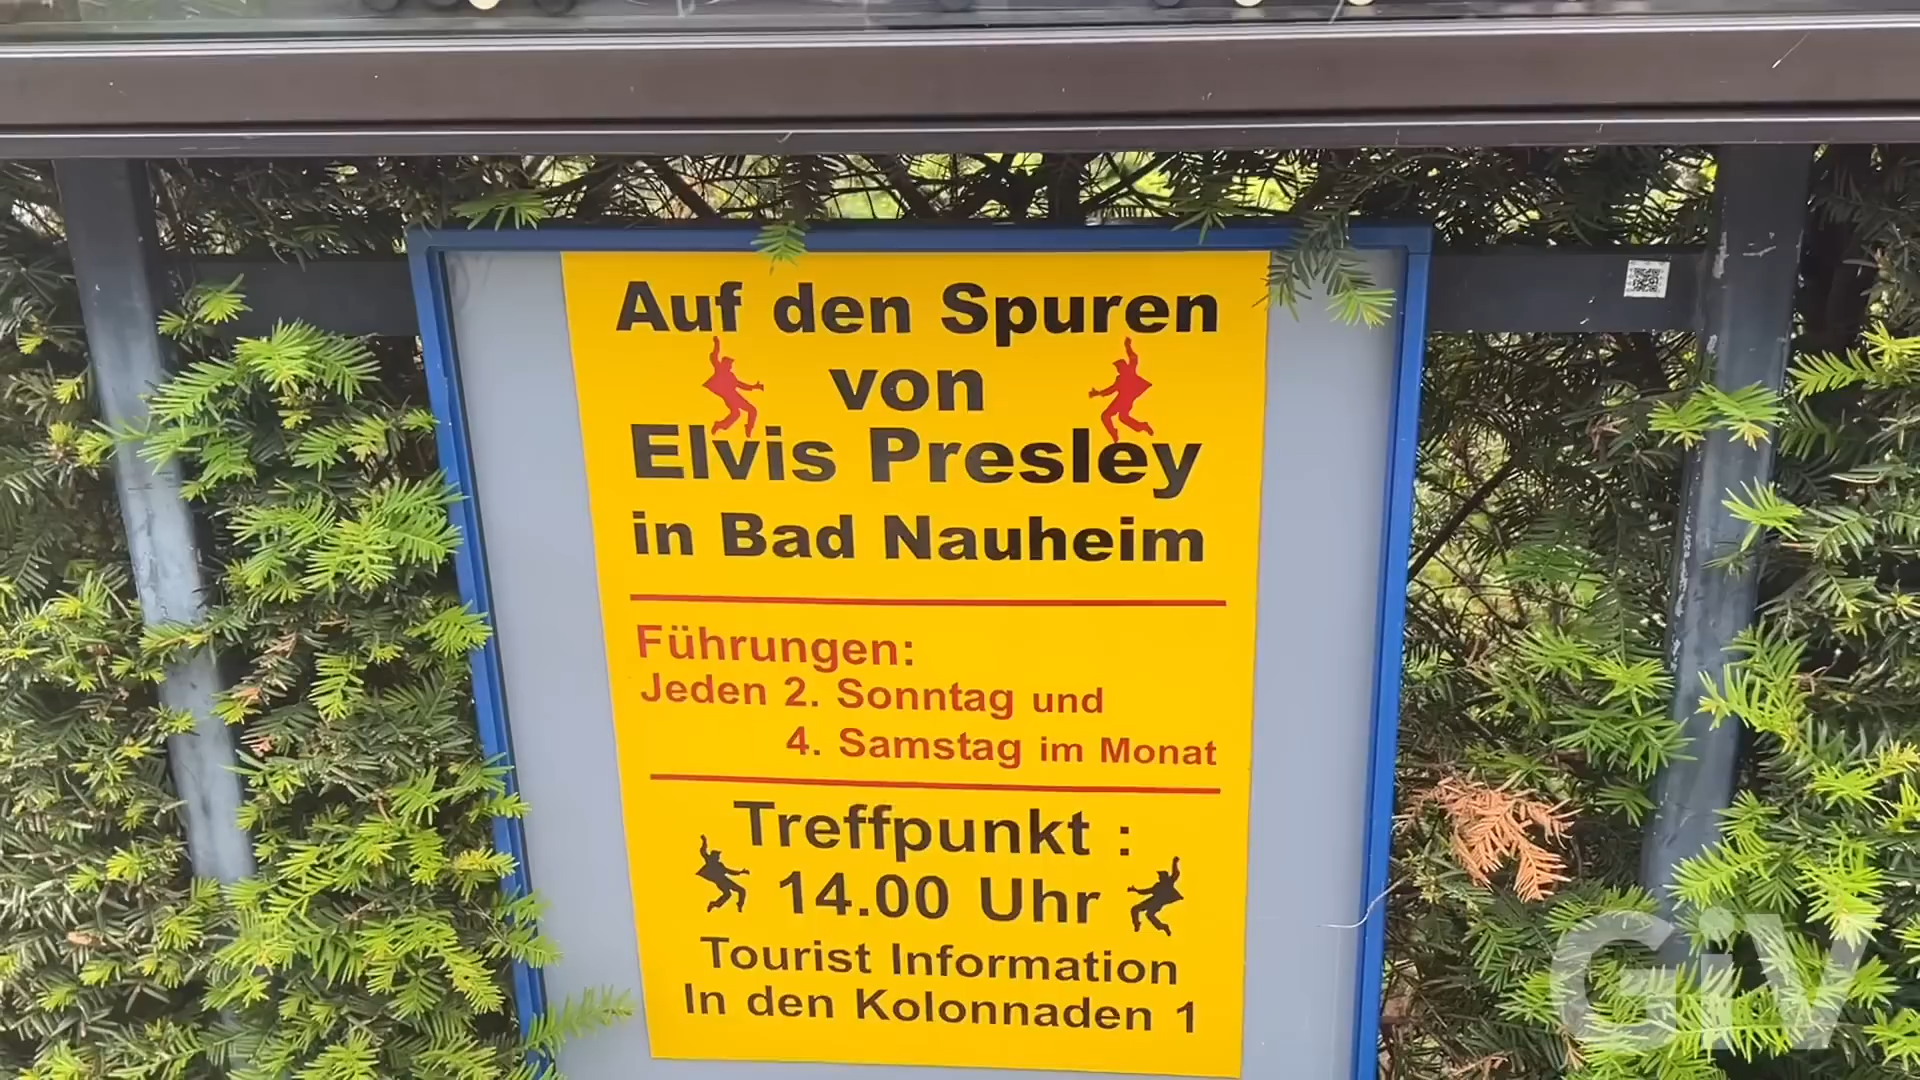 Auf den Spuren
von
Elvis Presley
in Bad Nauheim
Führungen:
Jeden 2. Sonntag und
4. Samstag im Monat
Treffpunkt :
14.00 Uhr
Tourist Information
In den Kolonnaden 1
GiV